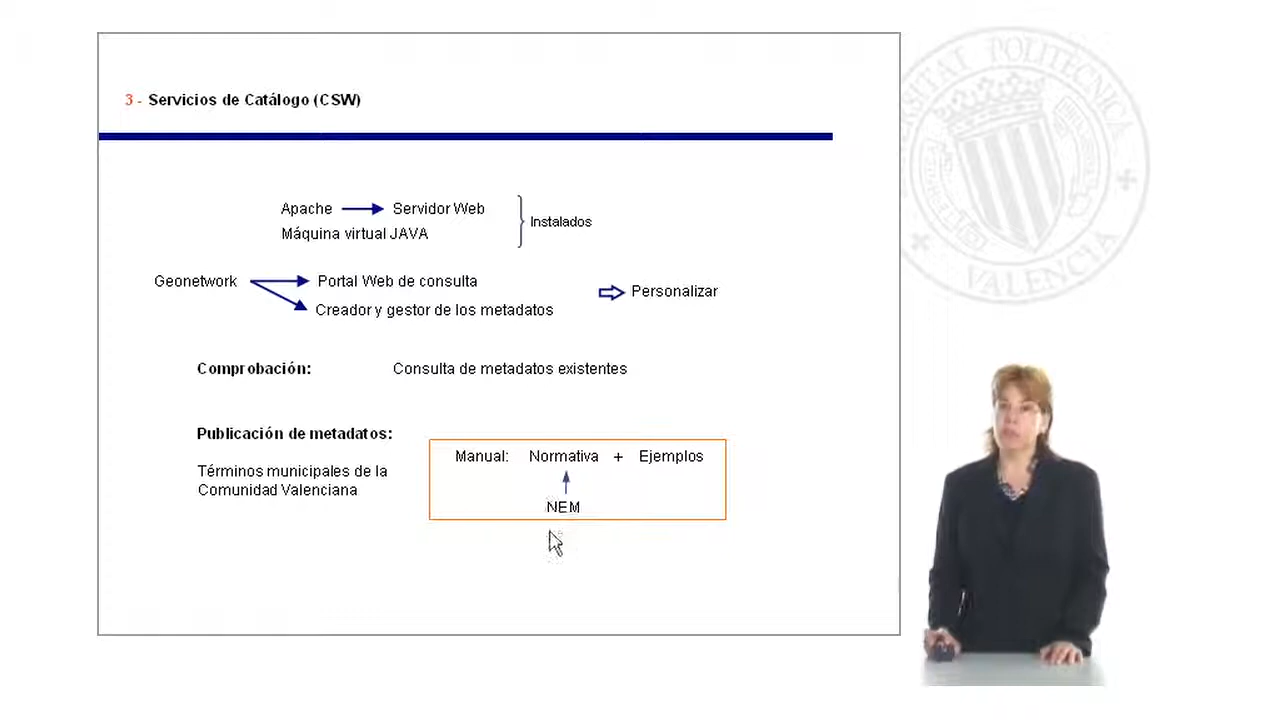 3 - Servicios de Catálogo (CSW)
Apache Servidor Web
Máquina virtual JAVA
Instalados
Geonetwork Portal Web de consulta
Creador y gestor de los metadatos
Personalizar
Comprobación: Consulta de metadatos existentes
Publicación de metadatos:
Términos municipales de la
Comunidad Valenciana
Manual: Normativa + Ejemplos
NEM
POLITECNICA
VALENCIA